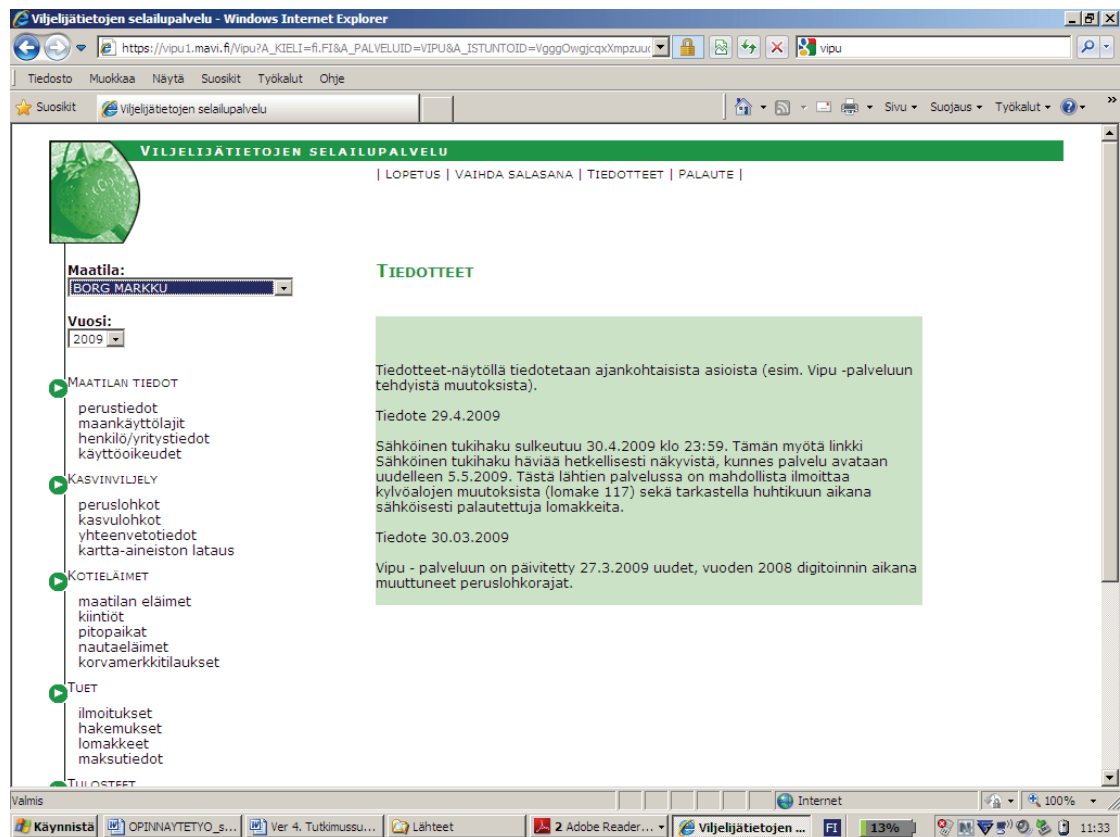 Viljelijätietojen selailupalvelu - Windows Internet Explorer
https://vipu1.mavi.fi/Vipu?A_KIELI=fi.FI&A_PALVELUID=VIPU&A_ISTUNTOID=VgggOwgjcqxXmpzuu
vipu
Tiedosto Muokkaa Näytä Suosikit Työkalut Ohje
Suosikit Viljelijätietojen selailupalvelu Sivu Suojaus Työkalut »
VILJELIJÄTIETOJEN SELAILUPALVELU
| LOPETUS | VAIHDA SALASANA | TIEDOTTEET | PALAUTE |
Maatila:
BORG MARKKU
Vuosi:
2009
MAATILAN TIEDOT
perustiedot
maankäyttölajit
henkilö/yritystiedot
käyttöoikeudet
KASVINVILJELY
peruslohkot
kasvulohkot
yhteenvetotiedot
kartta-aineiston lataus
KOTIELÄIMET
maatilan eläimet
kiintiöt
pitopaikat
nautaeläimet
korvamerkkitilaukset
TUET
ilmoitukset
hakemukset
lomakkeet
maksutiedot
TULOSTEET
TIEDOTTEET
Tiedotteet-näytöllä tiedotetaan ajankohtaisista asioista (esim. Vipu -palveluun
tehdyistä muutoksista).
Tiedote 29.4.2009
Sähköinen tukihaku sulkeutuu 30.4.2009 klo 23:59. Tämän myötä linkki
Sähköinen tukihaku häviää hetkellisesti näkyvistä, kunnes palvelu avataan
uudelleen 5.5.2009. Tästä lähtien palvelussa on mahdollista ilmoittaa
kylvöalojen muutoksista (lomake 117) sekä tarkastella huhtikuun aikana
sähköisesti palautettuja lomakkeita.
Tiedote 30.03.2009
Vipu - palveluun on päivitetty 27.3.2009 uudet, vuoden 2008 digitoinnin aikana
muuttuneet peruslohkorajat.
Valmis Internet 100%
Käynnistä OPINNAYTETYO_s... Ver 4. Tutkimussu... Lähteet 2 Adobe Reader... Viljelijätietojen ... FI 13% 11:33